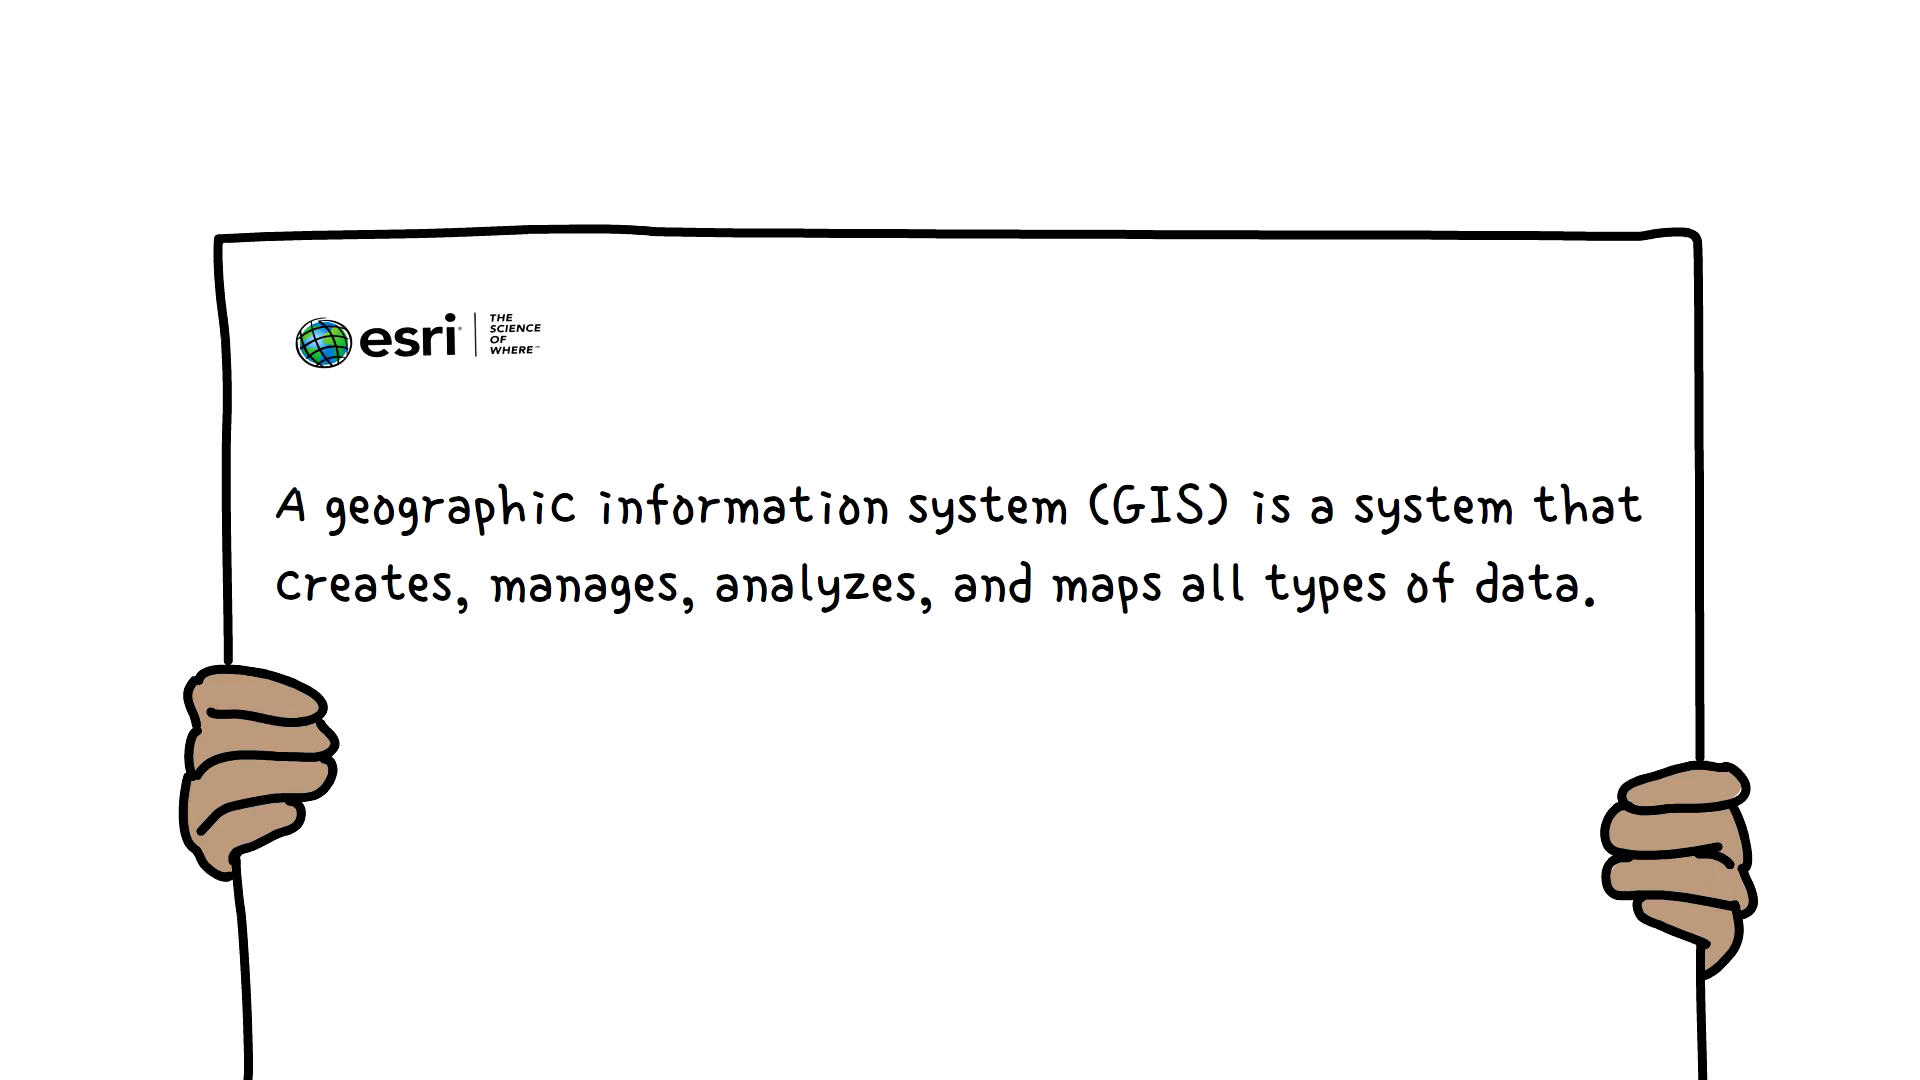 esri
THE
SCIENCE
OF
WHERE™
A geographic information system (GIS) is a system that
creates, manages, analyzes, and maps all types of data.